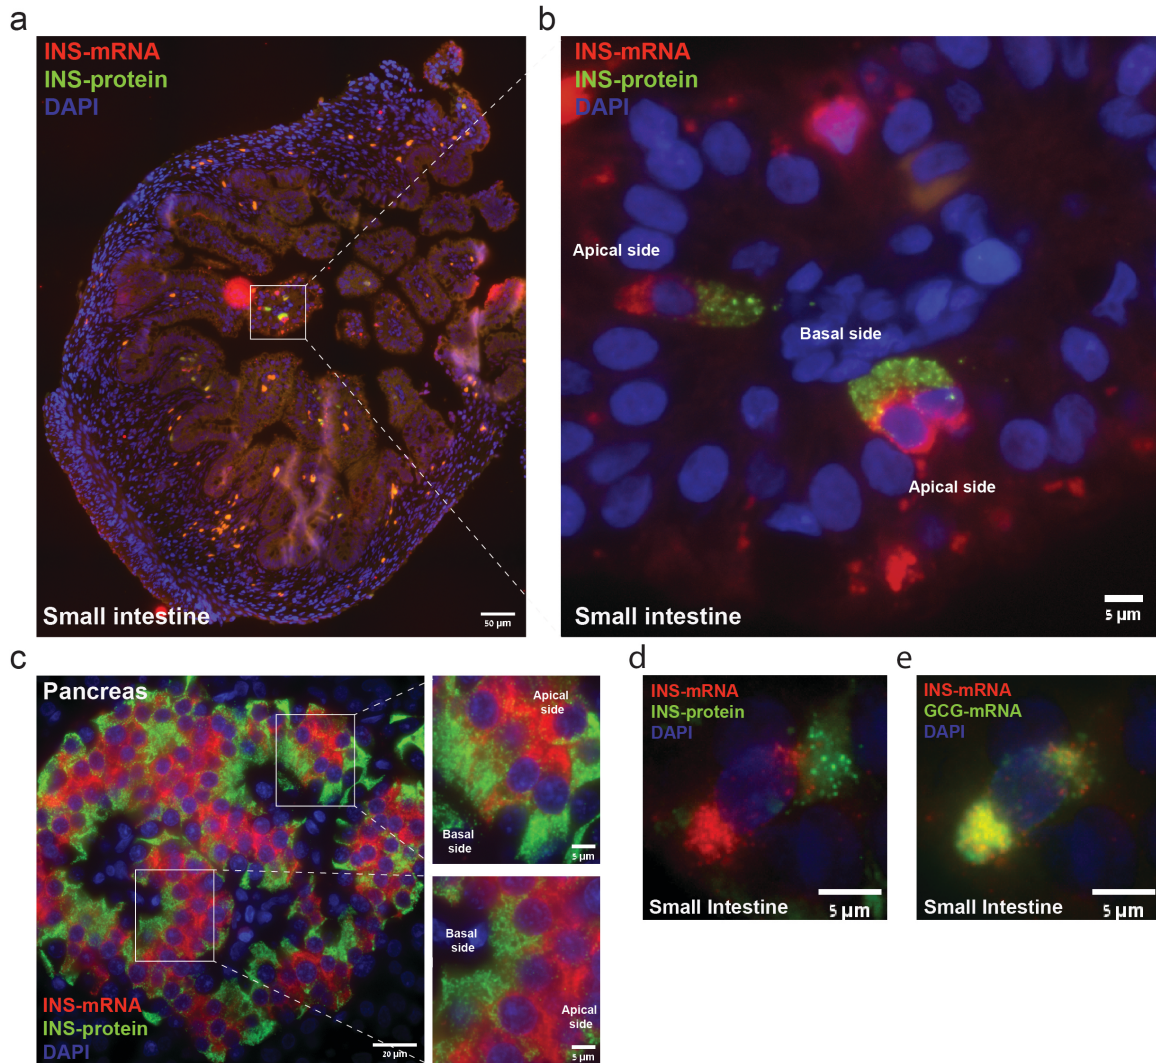 a
INS-mRNA
INS-protein
DAPI
Small intestine
50 µm
b
INS-mRNA
INS-protein
DAPI
Apical side
Basal side
Apical side
Small intestine
5 µm
c
Pancreas
INS-mRNA
INS-protein
DAPI
20 µm
Apical
side
Basal
side
5 µm
Basal
side
Apical
side
5 µm
d
INS-mRNA
INS-protein
DAPI
Small Intestine
5 µm
e
INS-mRNA
GCG-mRNA
DAPI
Small Intestine
5 µm